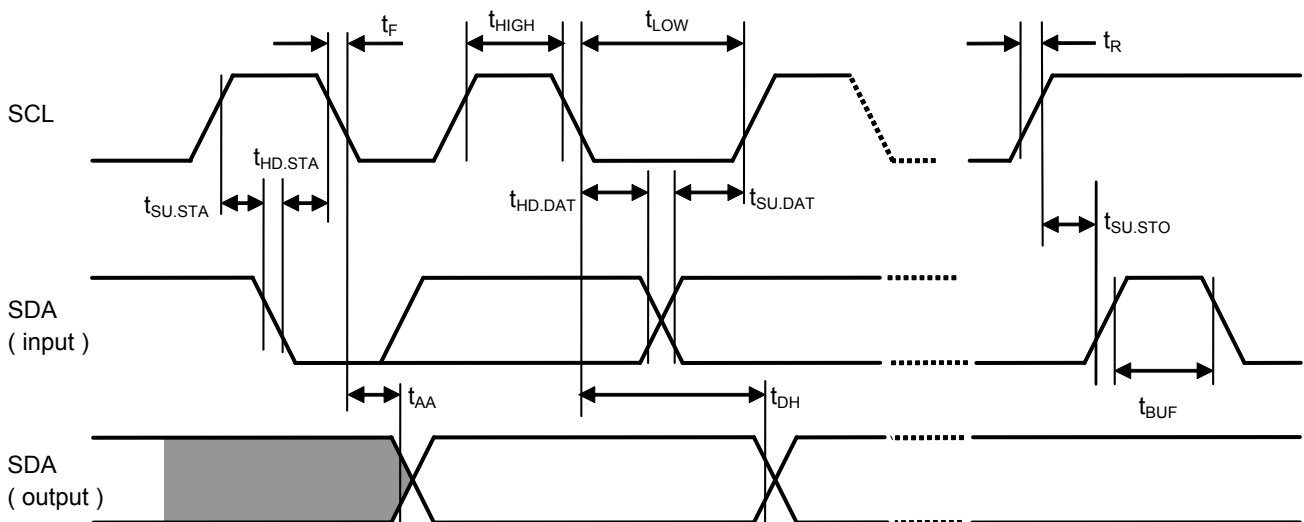 tF
tHIGH
tLOW
tR
SCL
tHD.STA
tSU.STA
tHD.DAT
tSU.DAT
tSU.STO
SDA
( input )
tAA
tDH
tBUF
SDA
( output )